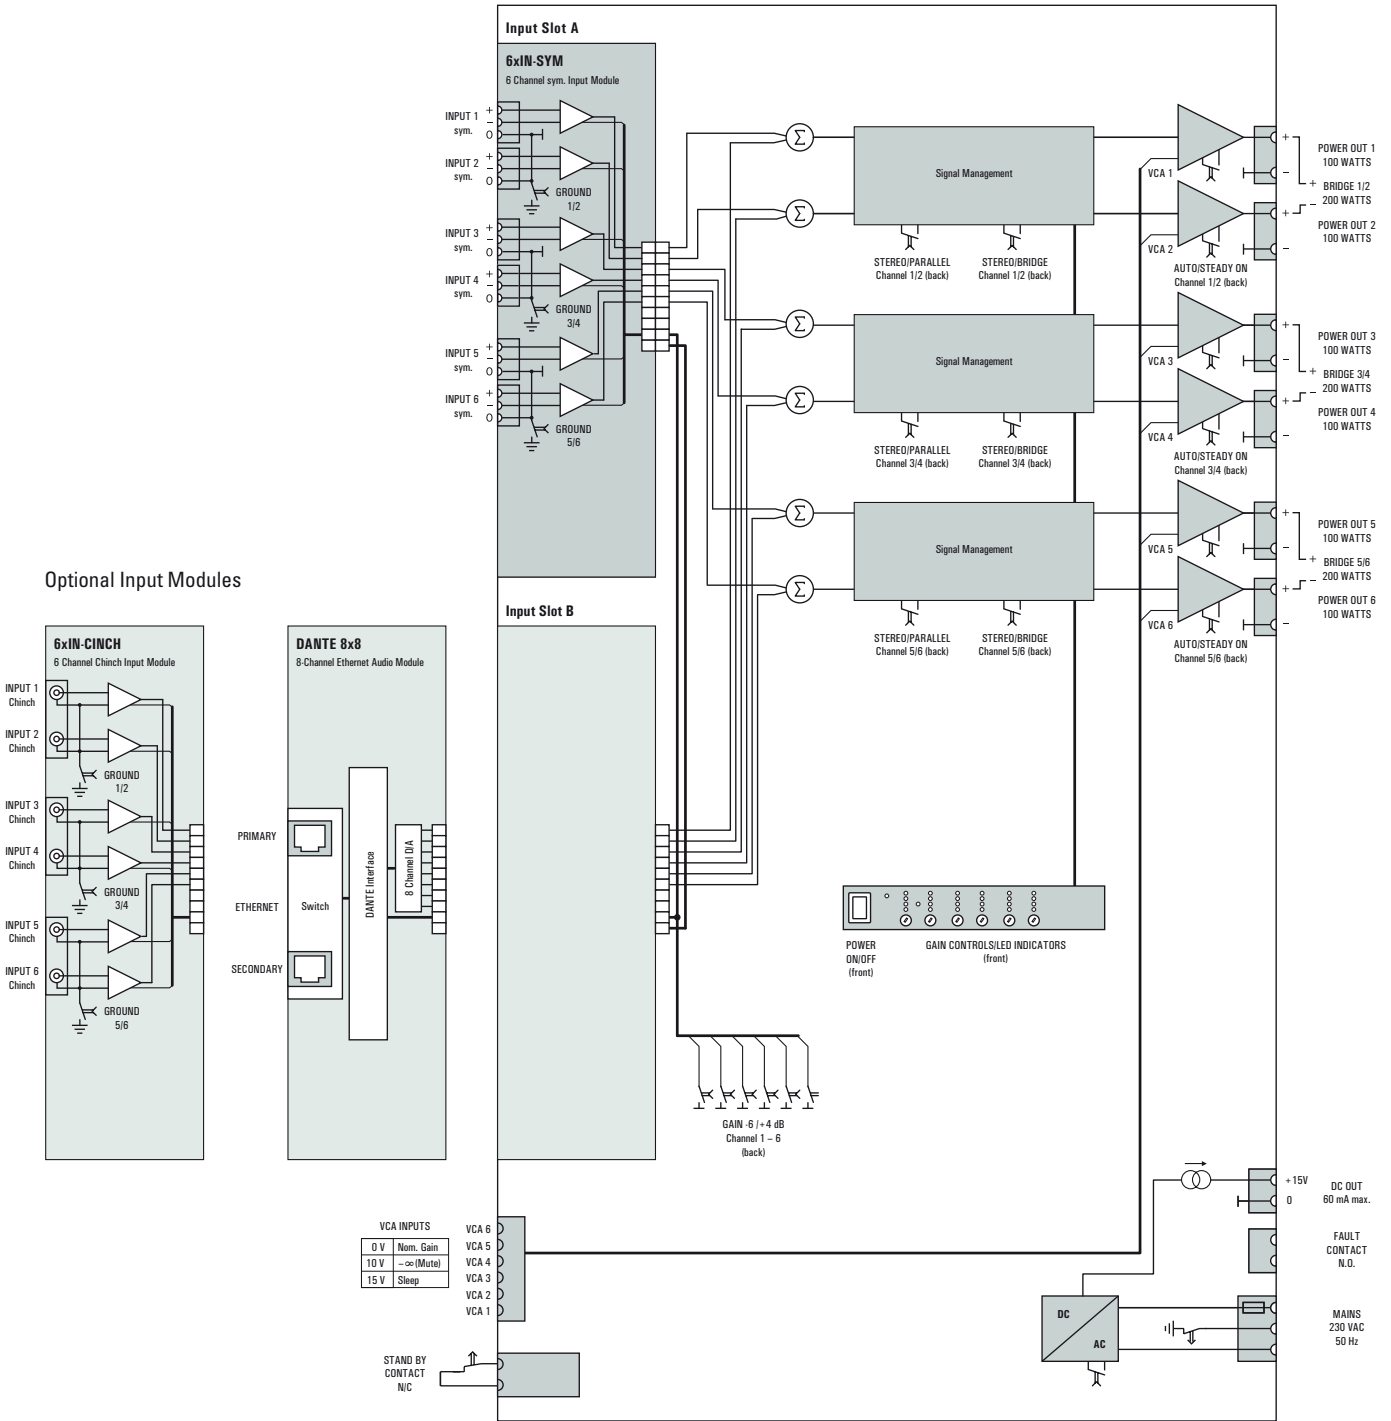 Input Slot A
6xIN-SYM
6 Channel sym. Input Module
INPUT 1
sym.
+
−
0
INPUT 2
sym.
+
−
0
GROUND
1/2
INPUT 3
sym.
+
−
0
INPUT 4
sym.
+
−
0
GROUND
3/4
INPUT 5
sym.
+
−
0
INPUT 6
sym.
+
−
0
GROUND
5/6
Σ
Σ
Signal Management
STEREO/PARALLEL
Channel 1/2 (back)
STEREO/BRIDGE
Channel 1/2 (back)
VCA 1
VCA 2
AUTO/STEADY ON
Channel 1/2 (back)
+
−
+
−
POWER OUT 1
100 WATTS
+ BRIDGE 1/2
− 200 WATTS
POWER OUT 2
100 WATTS
Σ
Σ
Signal Management
STEREO/PARALLEL
Channel 3/4 (back)
STEREO/BRIDGE
Channel 3/4 (back)
VCA 3
VCA 4
AUTO/STEADY ON
Channel 3/4 (back)
+
−
+
−
POWER OUT 3
100 WATTS
+ BRIDGE 3/4
− 200 WATTS
POWER OUT 4
100 WATTS
Σ
Σ
Signal Management
STEREO/PARALLEL
Channel 5/6 (back)
STEREO/BRIDGE
Channel 5/6 (back)
VCA 5
VCA 6
AUTO/STEADY ON
Channel 5/6 (back)
+
−
+
−
POWER OUT 5
100 WATTS
+ BRIDGE 5/6
− 200 WATTS
POWER OUT 6
100 WATTS
Optional Input Modules
6xIN-CINCH
6 Channel Chinch Input Module
INPUT 1
Chinch
INPUT 2
Chinch
GROUND
1/2
INPUT 3
Chinch
INPUT 4
Chinch
GROUND
3/4
INPUT 5
Chinch
INPUT 6
Chinch
GROUND
5/6
DANTE 8x8
8-Channel Ethernet Audio Module
PRIMARY
ETHERNET
SECONDARY
Switch
DANTE Interface
8 Channel D/A
Input Slot B
POWER
ON/OFF
(front)
GAIN CONTROLS/LED INDICATORS
(front)
GAIN -6 /+4 dB
Channel 1 – 6
(back)
VCA INPUTS
0 V Nom. Gain
10 V −∞(Mute)
15 V Sleep
VCA 6
VCA 5
VCA 4
VCA 3
VCA 2
VCA 1
STAND BY
CONTACT
N/C
+15V
0
DC OUT
60 mA max.
FAULT
CONTACT
N.O.
DC
AC
MAINS
230 VAC
50 Hz